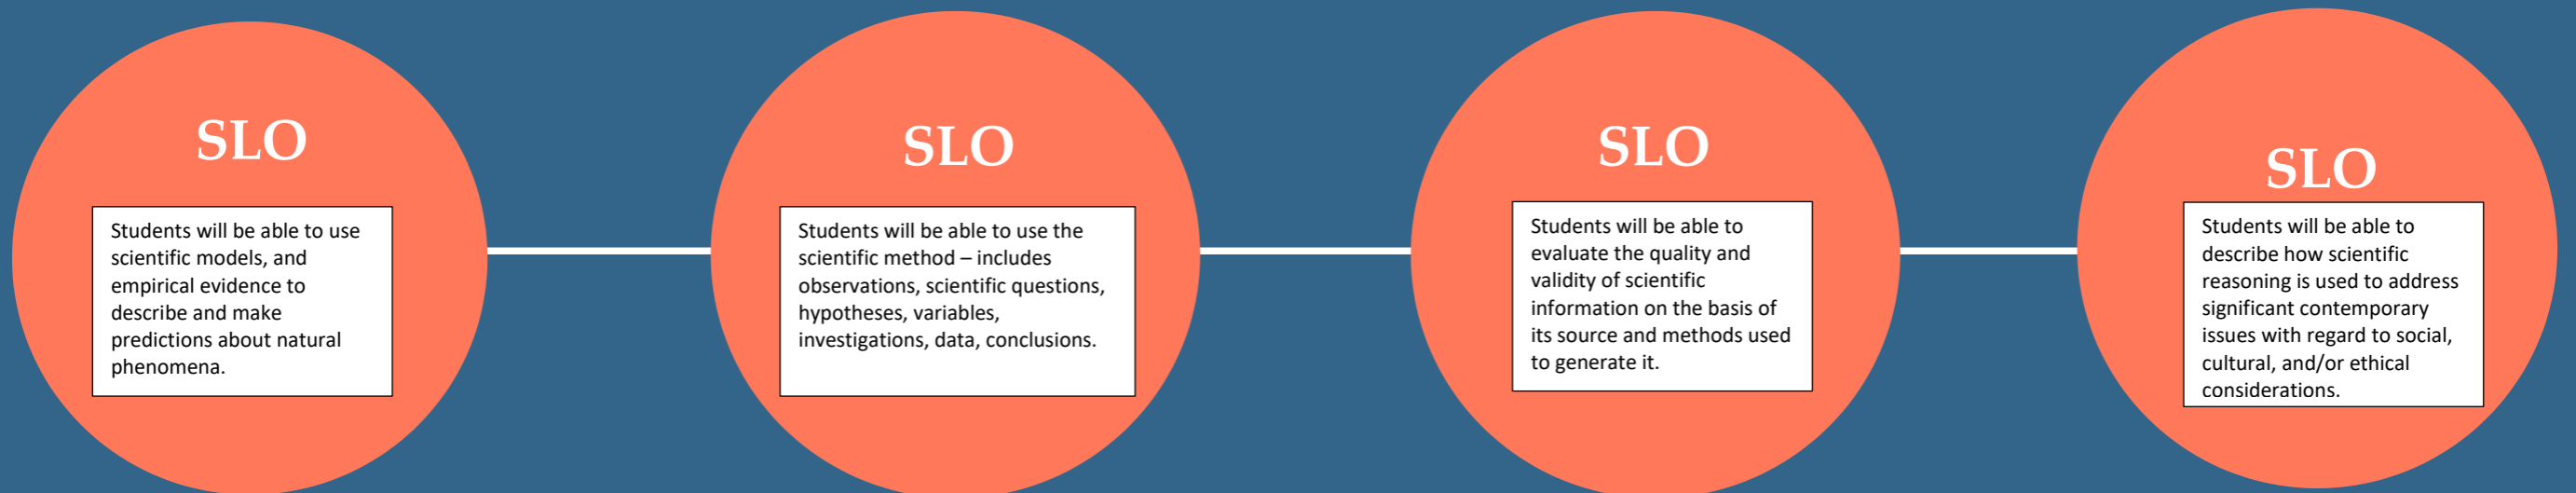 SLO
Students will be able to use
scientific models, and
empirical evidence to
describe and make
predictions about natural
phenomena.
SLO
Students will be able to use the
scientific method – includes
observations, scientific questions,
hypotheses, variables,
investigations, data, conclusions.
SLO
Students will be able to
evaluate the quality and
validity of scientific
information on the basis of
its source and methods used
to generate it.
SLO
Students will be able to
describe how scientific
reasoning is used to address
significant contemporary
issues with regard to social,
cultural, and/or ethical
considerations.